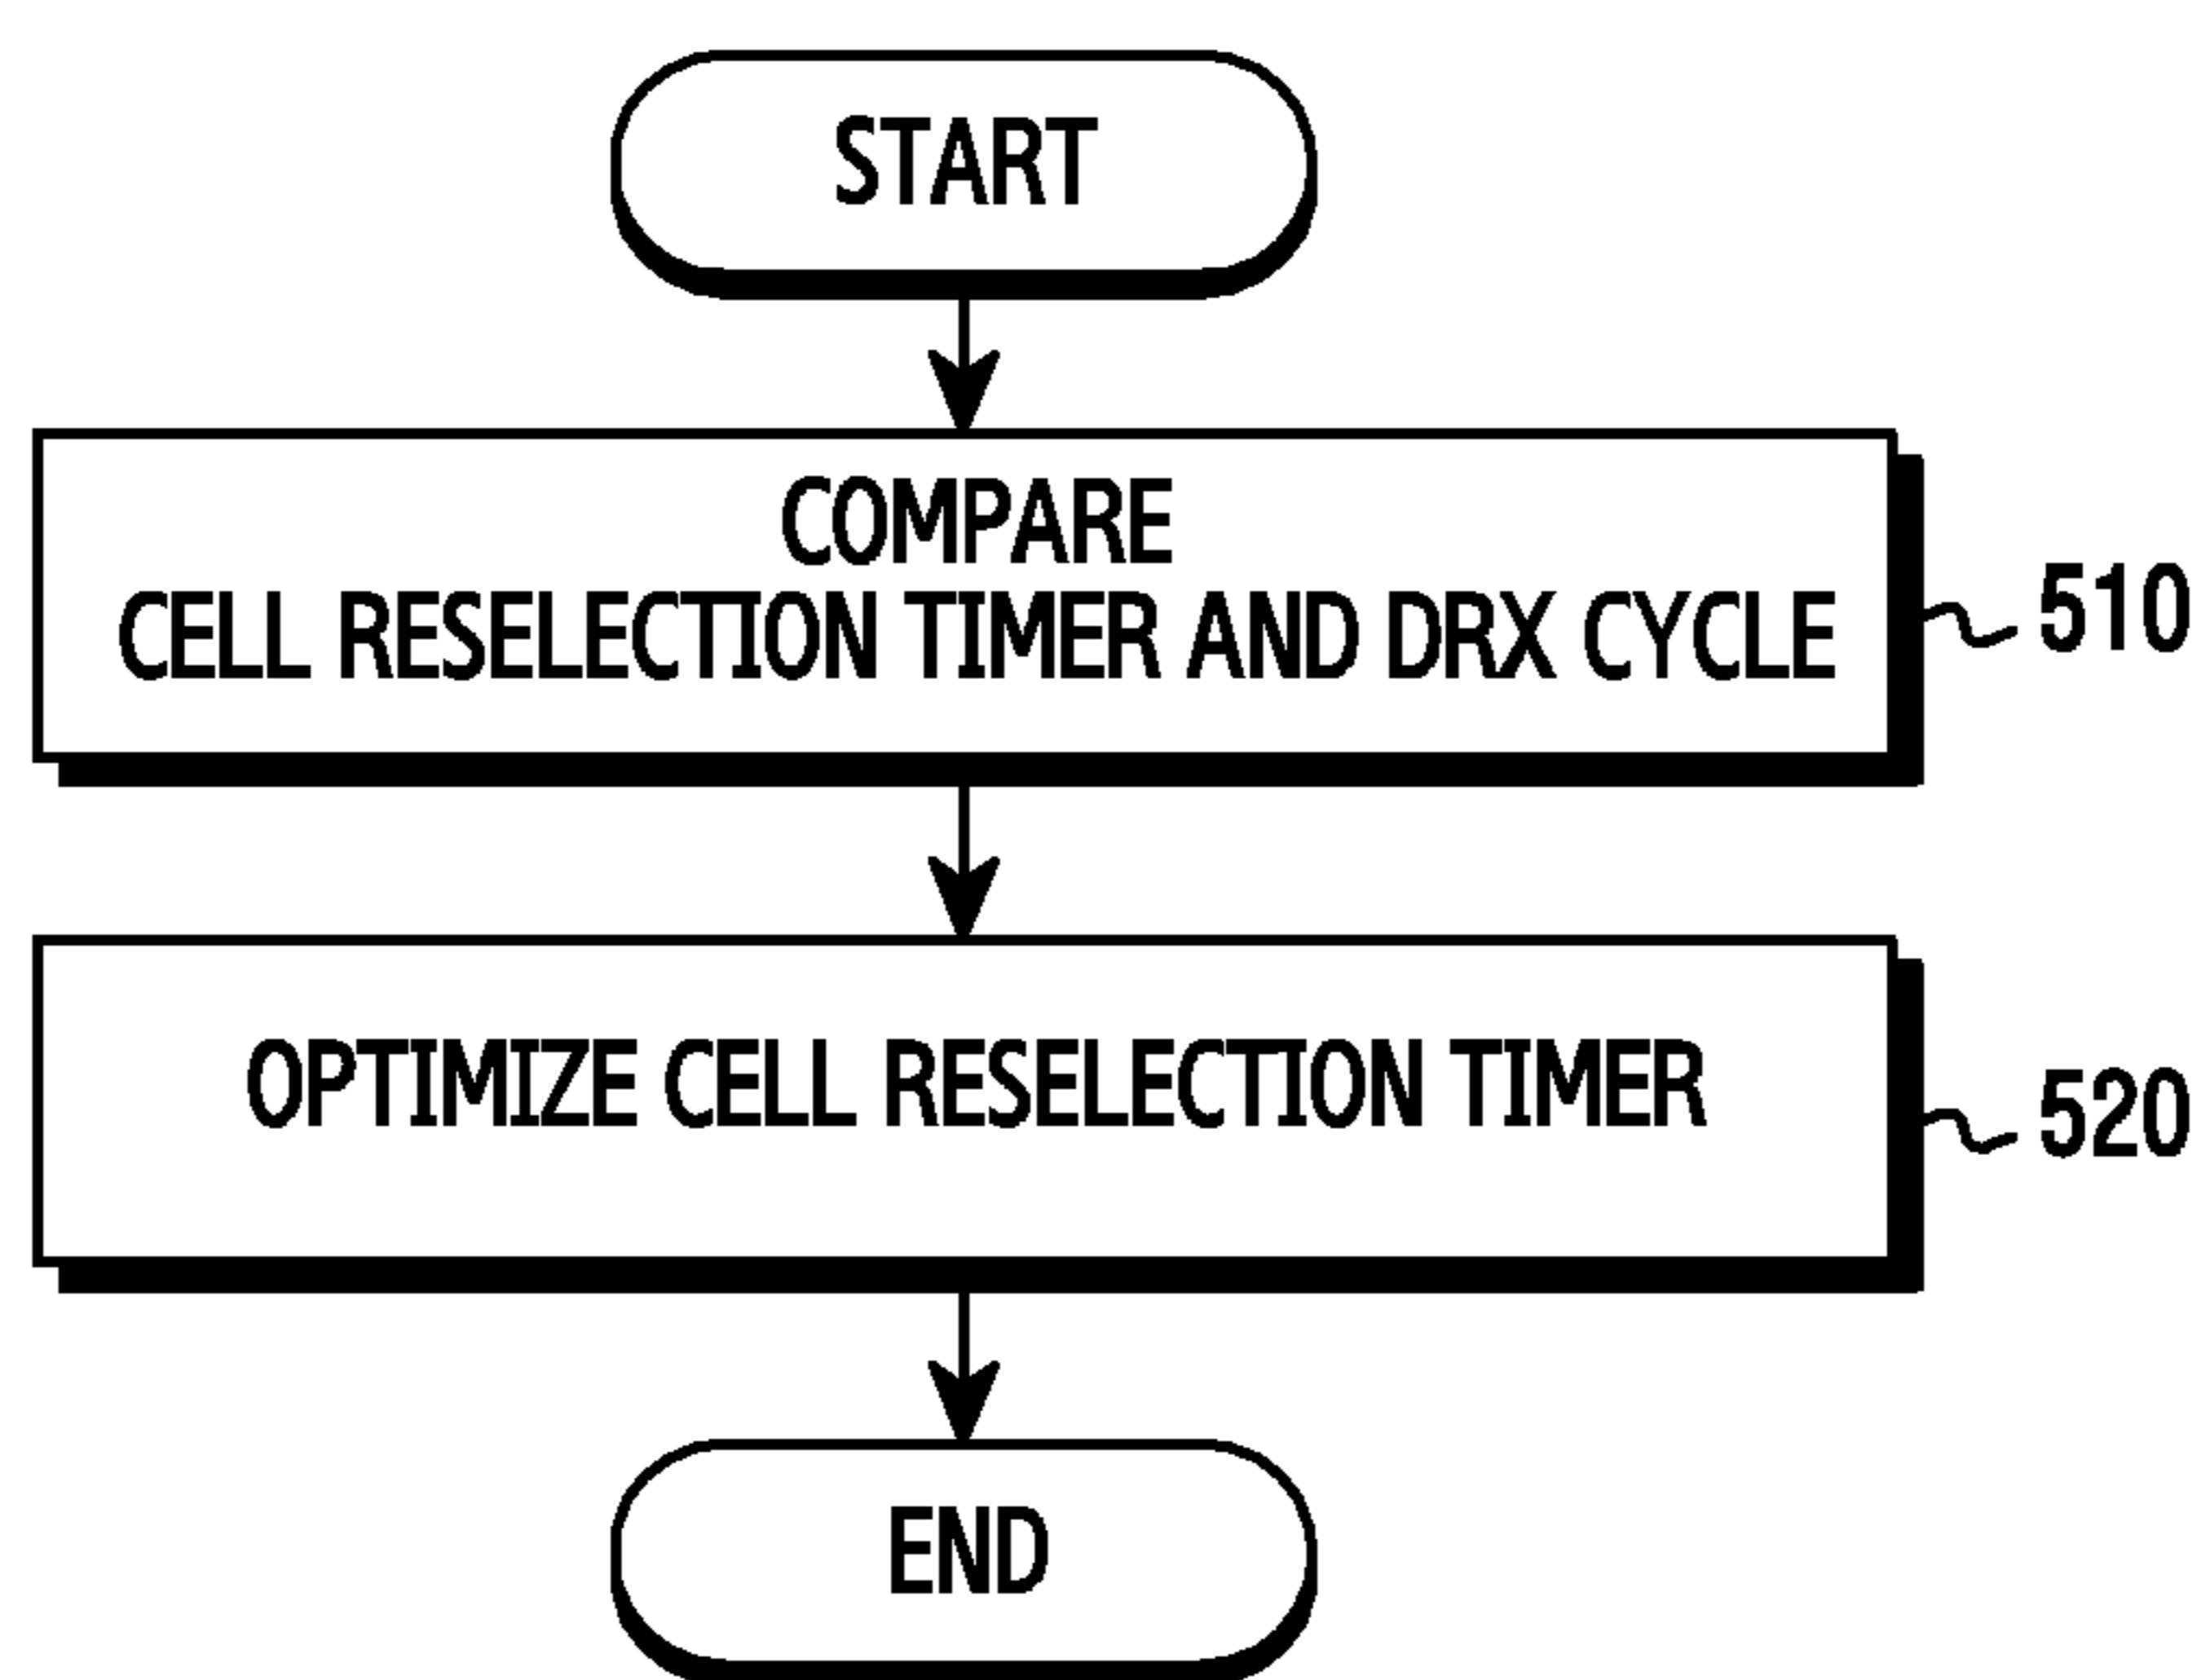 START
COMPARE
CELL RESELECTION TIMER AND DRX CYCLE
510
OPTIMIZE CELL RESELECTION TIMER
520
END